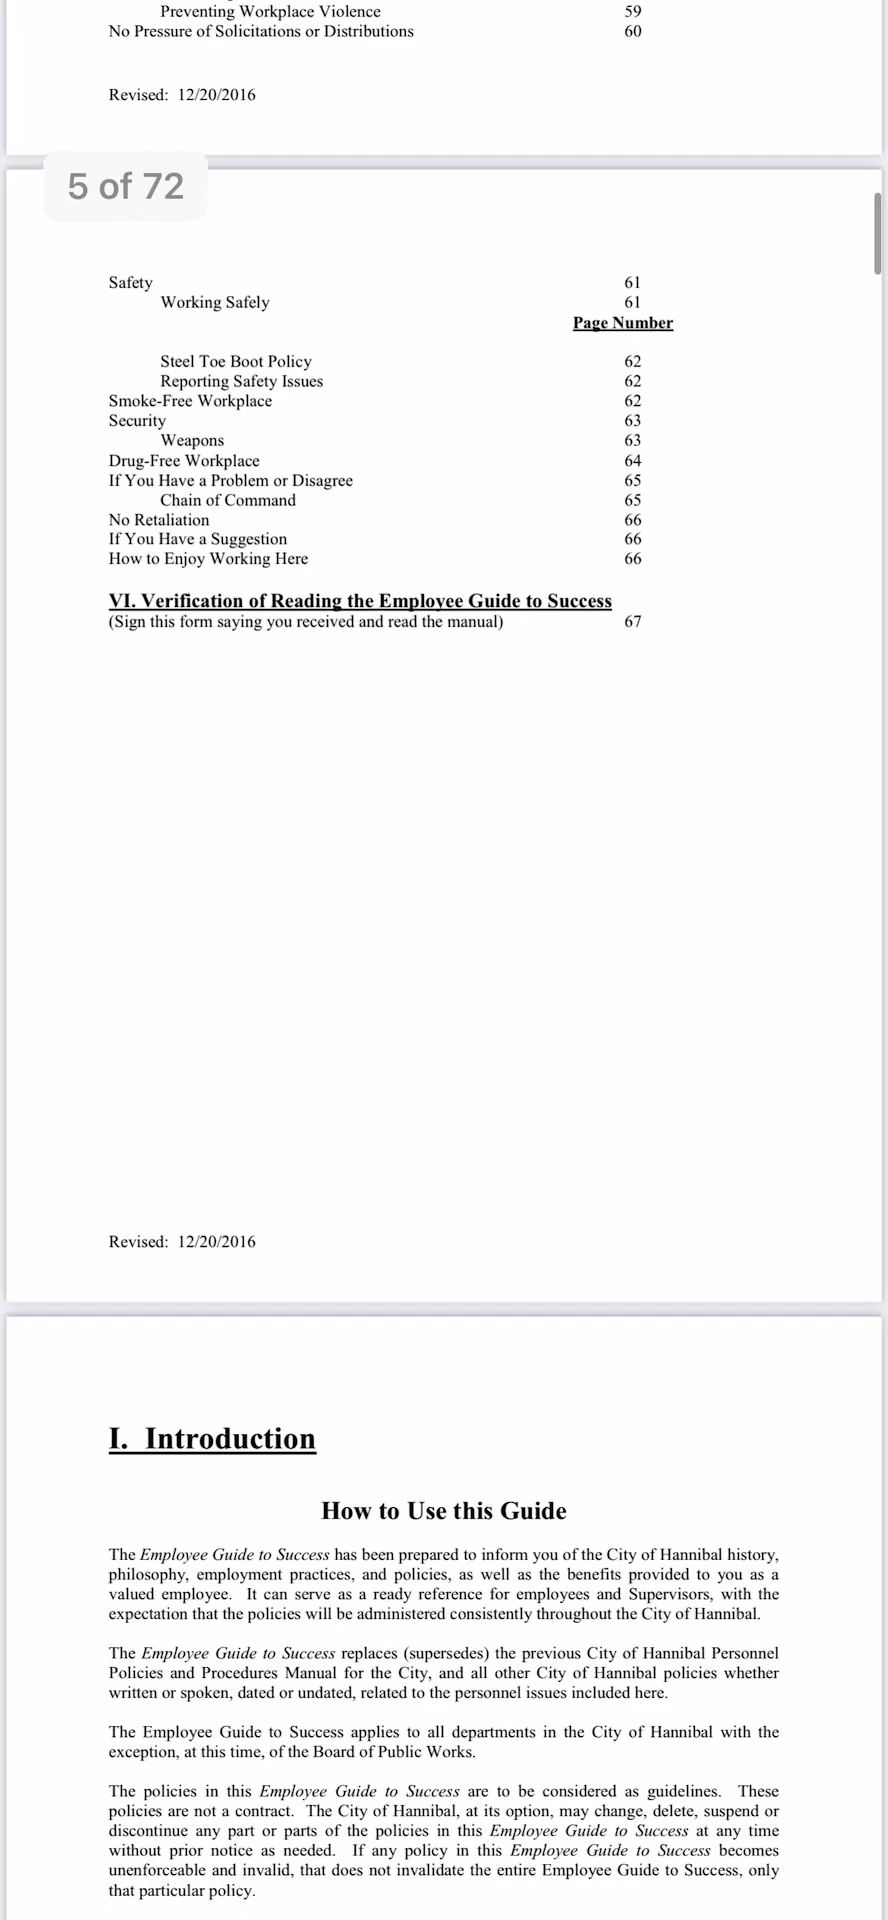 Preventing Workplace Violence 59
No Pressure of Solicitations or Distributions 60
Revised: 12/20/2016
5 of 72
Safety 61
Working Safely 61
Page Number
Steel Toe Boot Policy 62
Reporting Safety Issues 62
Smoke-Free Workplace 62
Security 63
Weapons 63
Drug-Free Workplace 64
If You Have a Problem or Disagree 65
Chain of Command 65
No Retaliation 66
If You Have a Suggestion 66
How to Enjoy Working Here 66
VI. Verification of Reading the Employee Guide to Success
(Sign this form saying you received and read the manual) 67
Revised: 12/20/2016
I. Introduction
How to Use this Guide
The Employee Guide to Success has been prepared to inform you of the City of Hannibal history,
philosophy, employment practices, and policies, as well as the benefits provided to you as a
valued employee. It can serve as a ready reference for employees and Supervisors, with the
expectation that the policies will be administered consistently throughout the City of Hannibal.
The Employee Guide to Success replaces (supersedes) the previous City of Hannibal Personnel
Policies and Procedures Manual for the City, and all other City of Hannibal policies whether
written or spoken, dated or undated, related to the personnel issues included here.
The Employee Guide to Success applies to all departments in the City of Hannibal with the
exception, at this time, of the Board of Public Works.
The policies in this Employee Guide to Success are to be considered as guidelines. These
policies are not a contract. The City of Hannibal, at its option, may change, delete, suspend or
discontinue any part or parts of the policies in this Employee Guide to Success at any time
without prior notice as needed. If any policy in this Employee Guide to Success becomes
unenforceable and invalid, that does not invalidate the entire Employee Guide to Success, only
that particular policy.